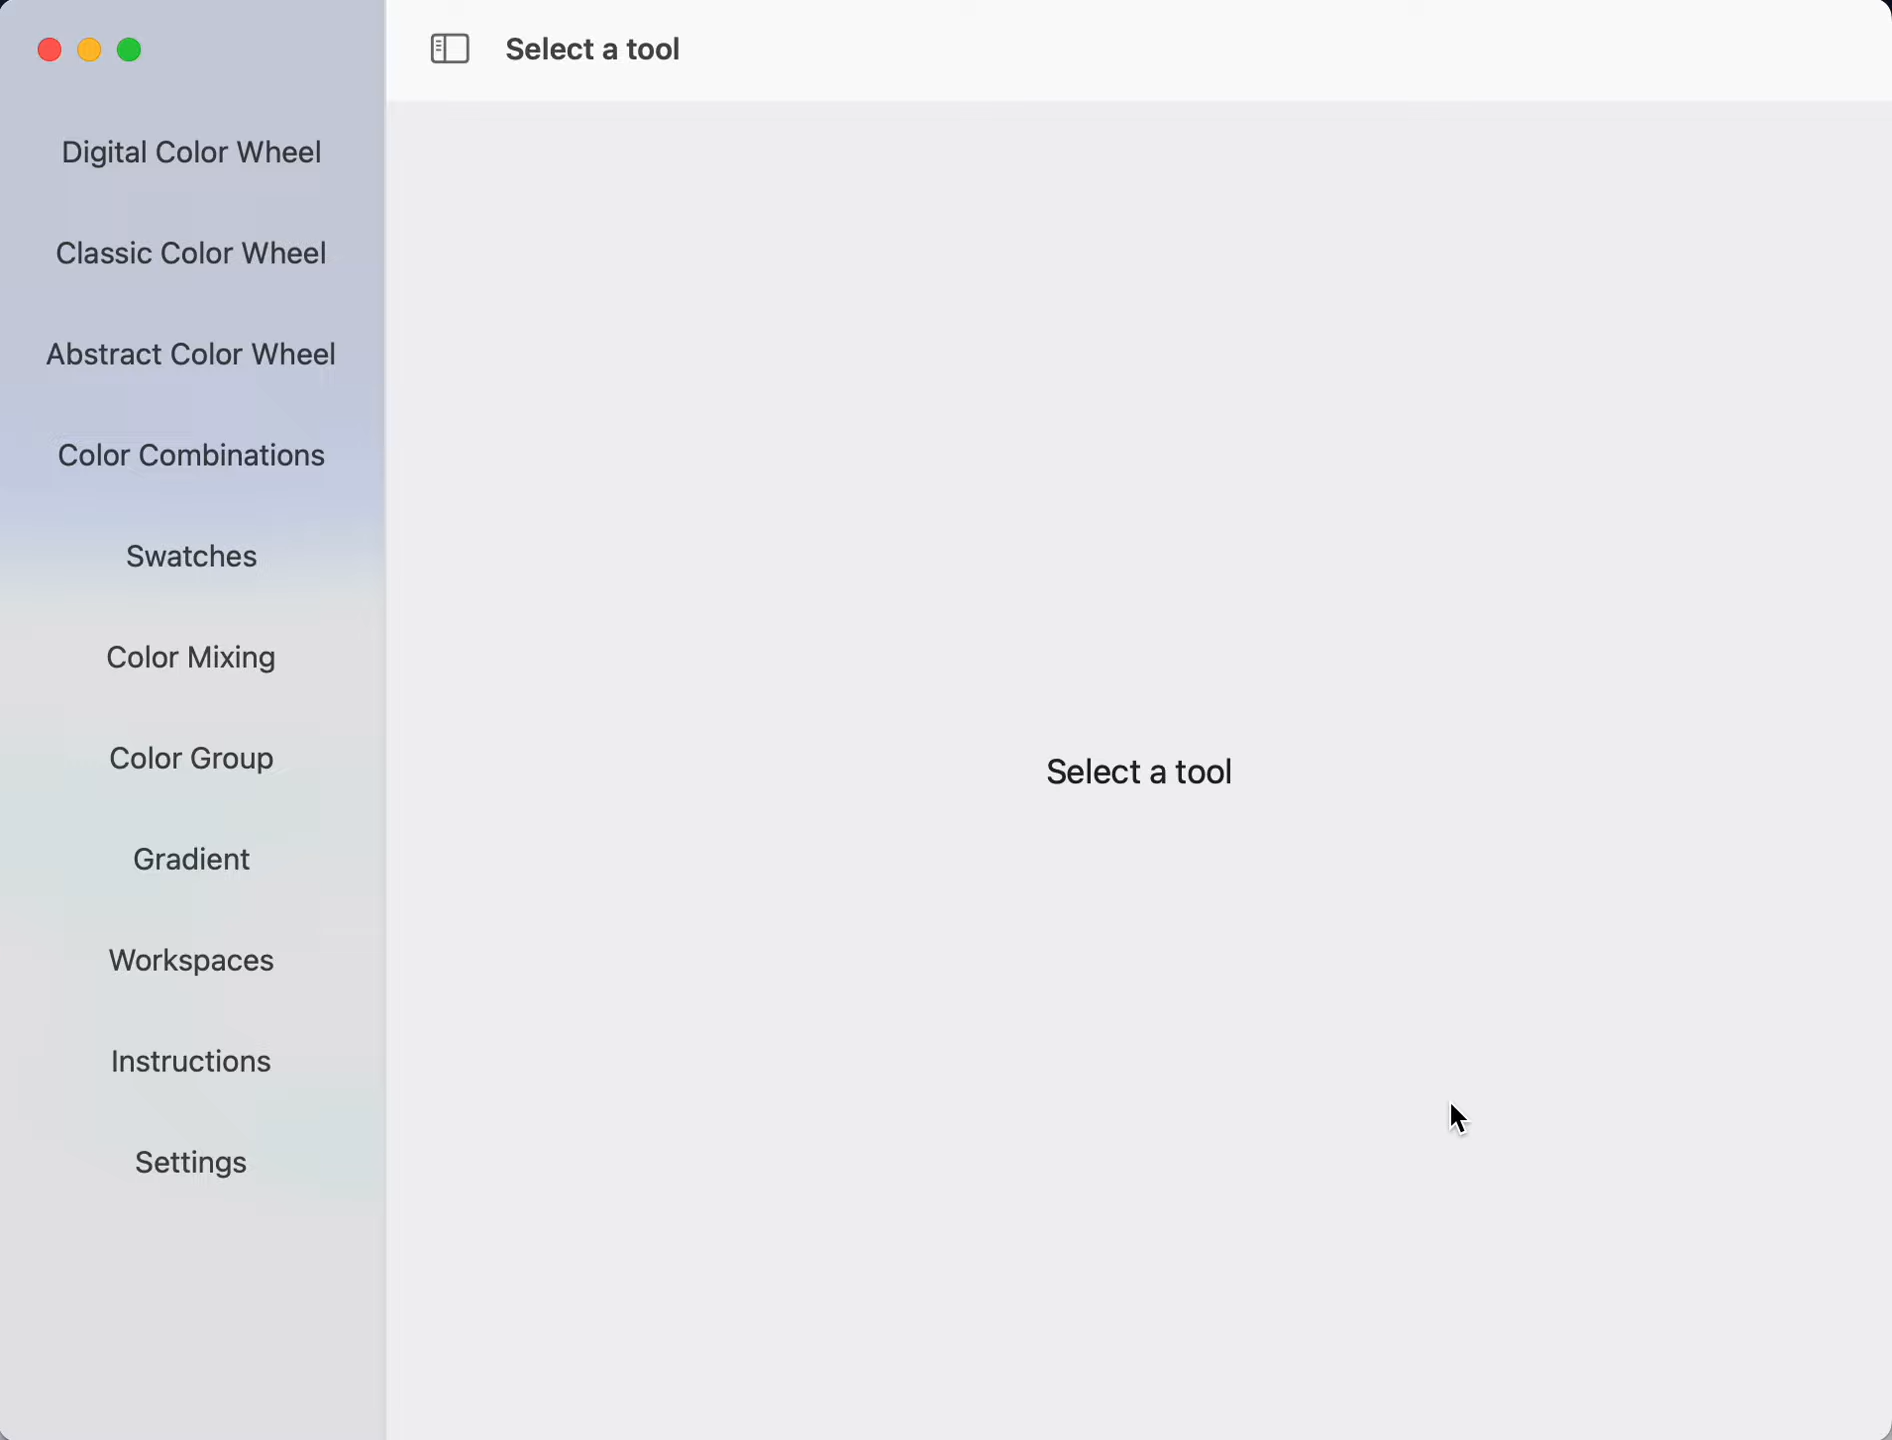 Select a tool
Digital Color Wheel
Classic Color Wheel
Abstract Color Wheel
Color Combinations
Swatches
Color Mixing
Color Group
Gradient
Workspaces
Instructions
Settings
Select a tool